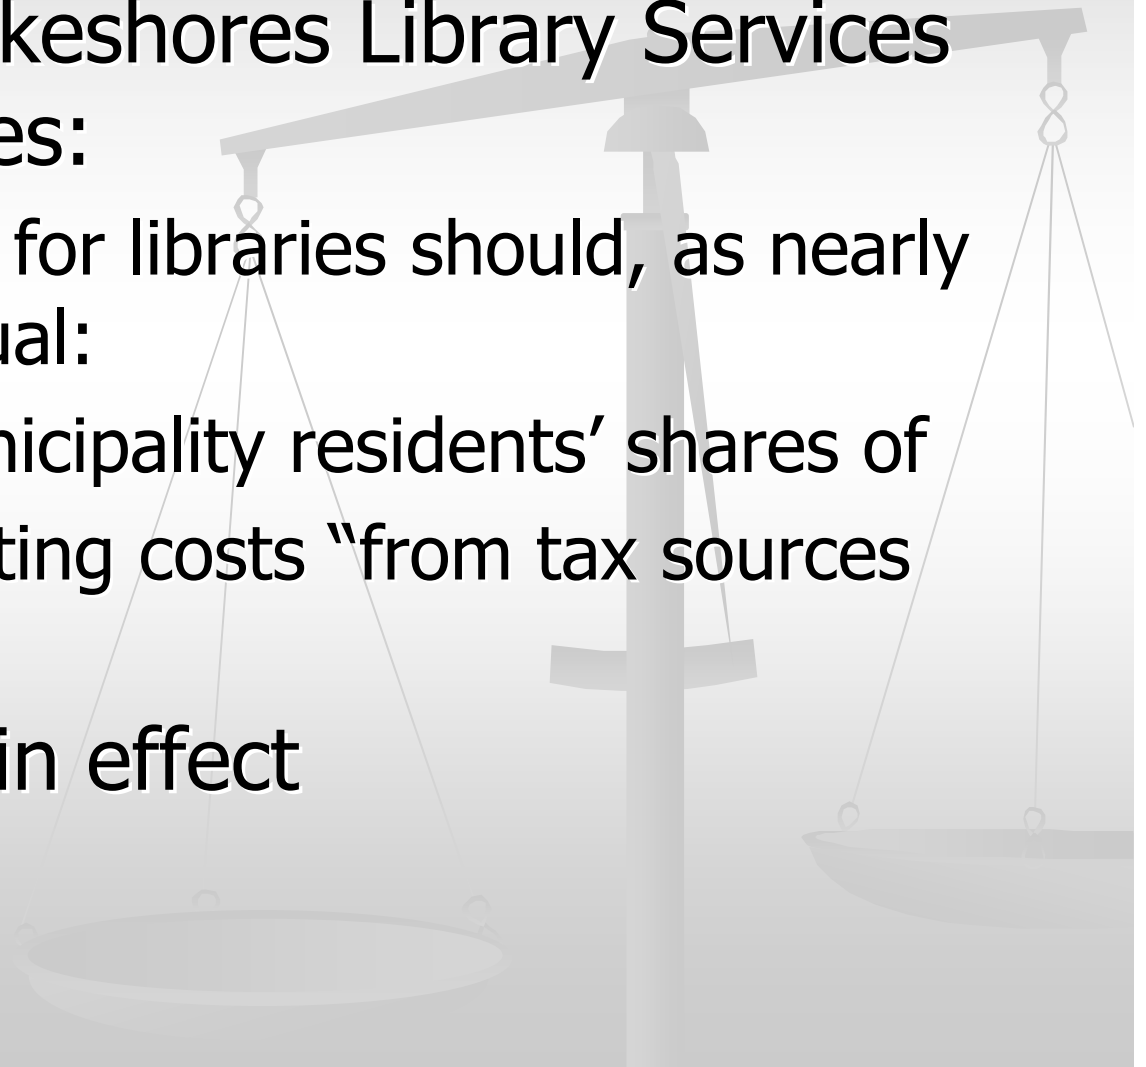 keshores Library Services
es:
for libraries should, as nearly
ual:
nicipality residents’ shares of
ting costs “from tax sources
in effect